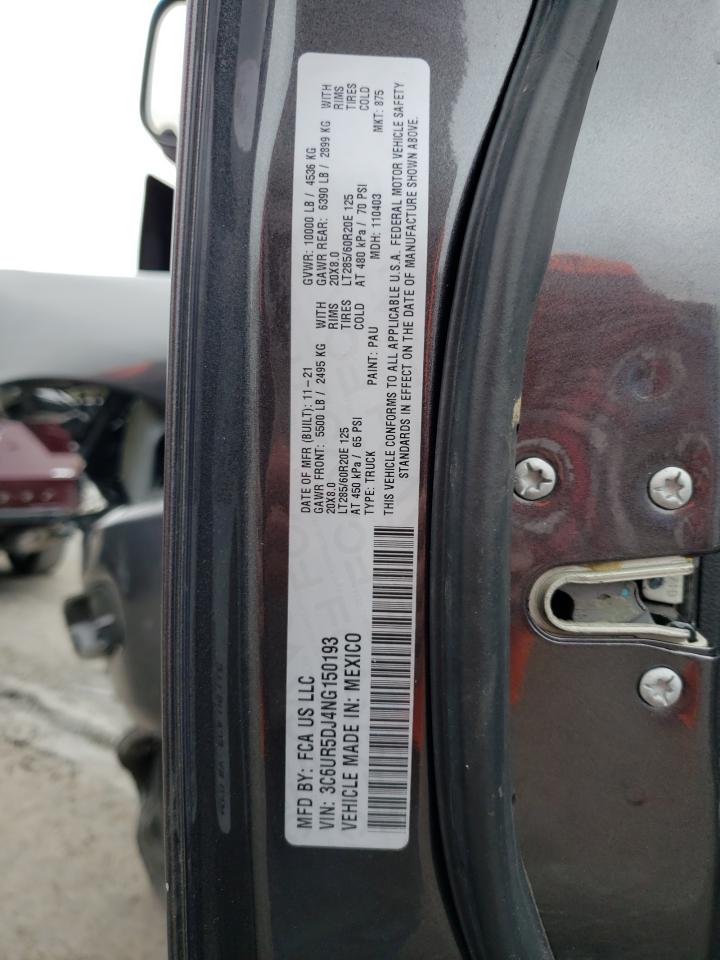 MFD BY: FCA US LLC
VIN: 3C6UR5DJ4NG150193
VEHICLE MADE IN: MEXICO
DATE OF MFR (BUILT): 11-21
GVWR: 10000 LB / 4536 KG
GAWR FRONT: 5500 LB / 2495 KG WITH
20X8.0 RIMS
LT285/60R20E 125 TIRES
AT 450 kPa / 65 PSI COLD
GAWR REAR: 6390 LB / 2899 KG WITH
20X8.0 RIMS
LT285/60R20E 125 TIRES
AT 480 kPa / 70 PSI COLD
TYPE: TRUCK PAINT: PAU MDH: 110403 MKT: 875
THIS VEHICLE CONFORMS TO ALL APPLICABLE U.S.A. FEDERAL MOTOR VEHICLE SAFETY
STANDARDS IN EFFECT ON THE DATE OF MANUFACTURE SHOWN ABOVE.